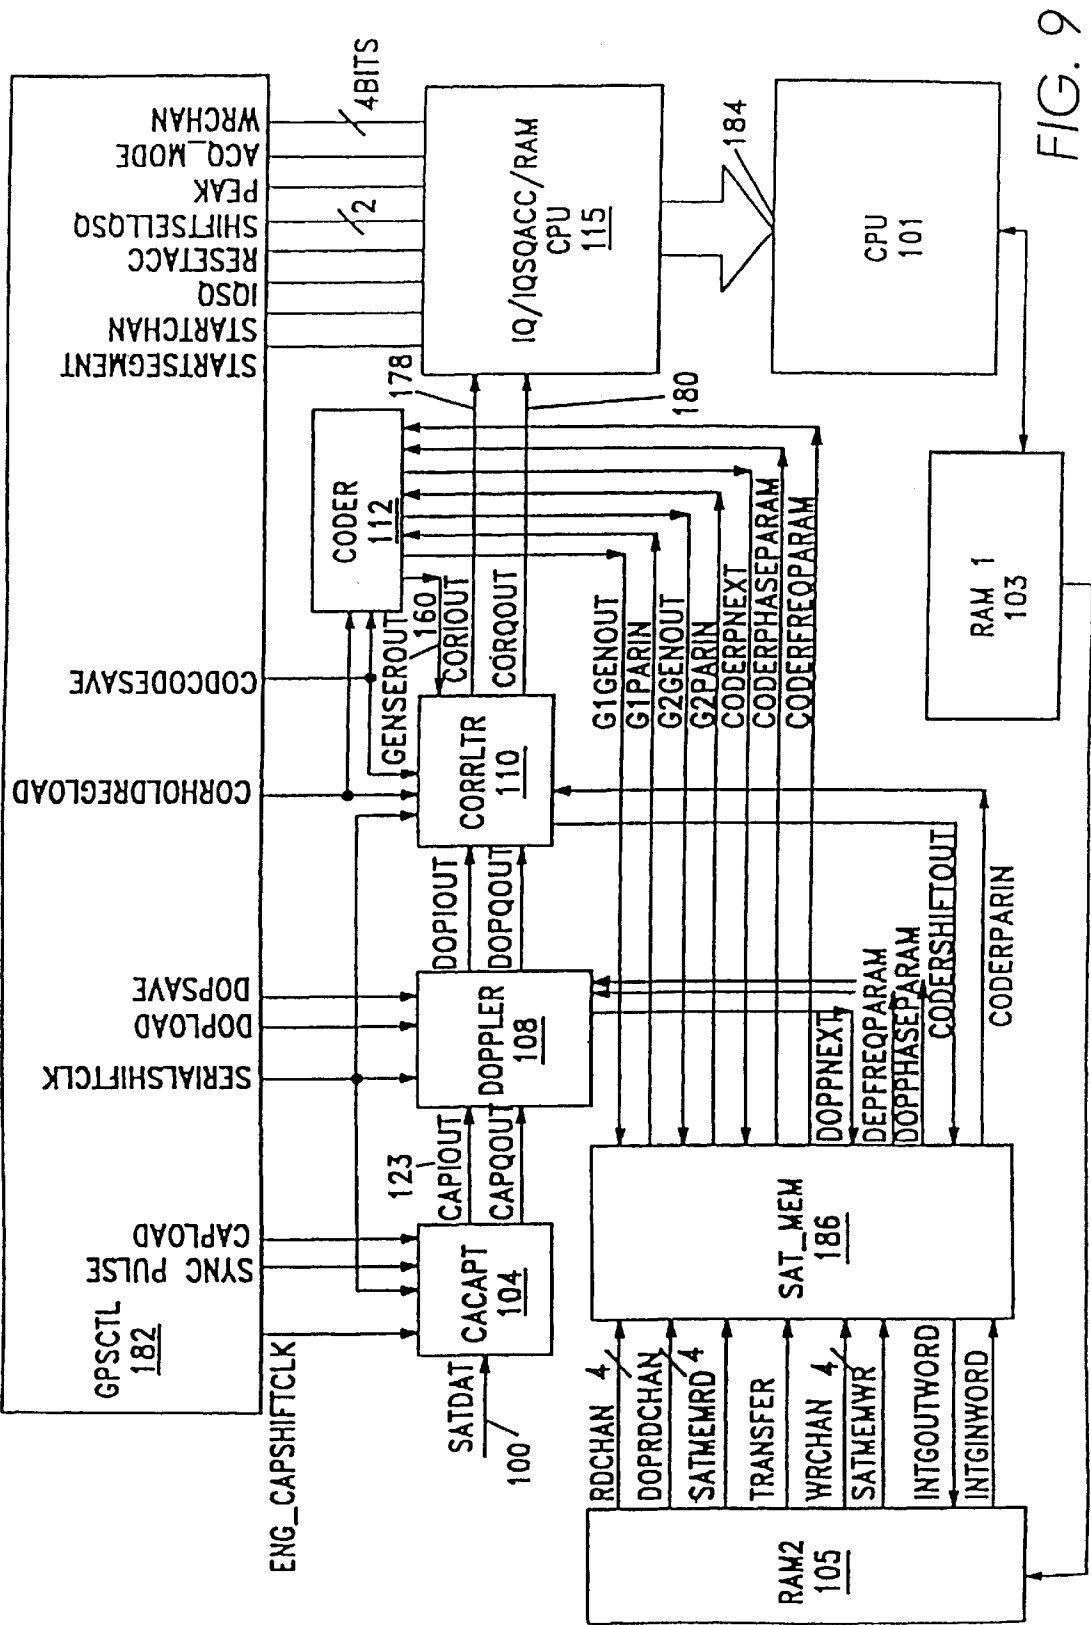 GPSCTL
182
ENG_CAPSHIFTCLK
SYNC PULSE
CAPLOAD
SERIALSHIFTCLK
DOPLOAD
DOPSAVE
CORHOLDREGLOAD
CODCODESAVE
STARTSEGMENT
STARTCHAN
IQSQ
RESETACC
SHIFTSELLQSQ
PEAK
ACQ_MODE
WRCHAN
2
4BITS
SATDAT
100
CACAPT
104
123
CAPIOUT
CAPQOUT
DOPPLER
108
DOPIOUT
DOPQOUT
CORRLTR
110
GENSEROUT
160
CORIOUT
CORQOUT
CODER
112
178
180
IQ/IQSQACC/RAM
CPU
115
184
CPU
101
RAM 1
103
G1GENOUT
G1PARIN
G2GENOUT
G2PARIN
CODERPNEXT
CODERPHASEPARAM
CODERFREQPARAM
DOPPNEXT
DEPFREQPARAM
DOPPHASEPARAM
CODERSHIFTOUT
CODERPARIN
SAT_MEM
186
RDCHAN
4
DOPRDCHAN
4
SATMEMRD
TRANSFER
WRCHAN
4
SATMEMWR
INTGOUTWORD
INTGINWORD
RAM2
105
FIG. 9